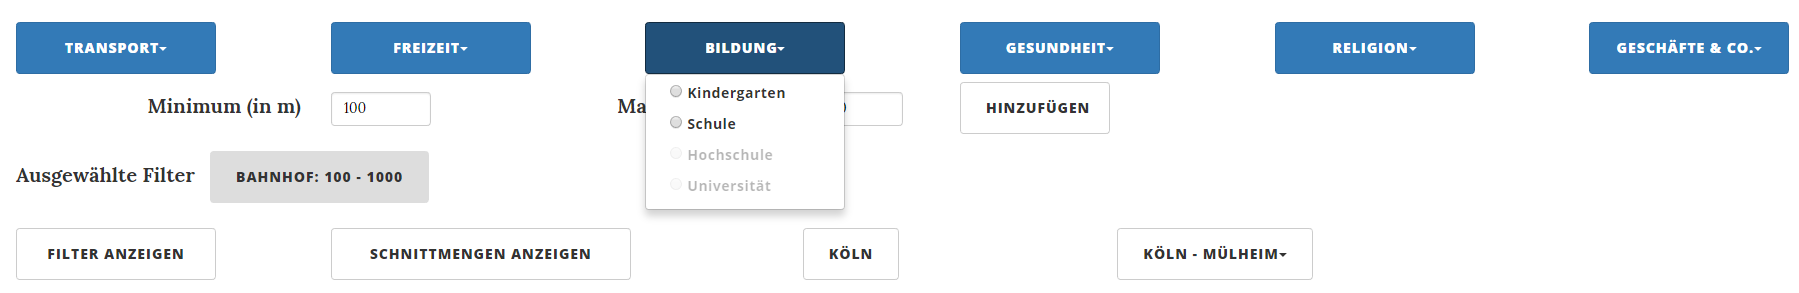 TRANSPORT FREIZEIT BILDUNG GESUNDHEIT RELIGION GESCHÄFTE & CO.
Minimum (in m) 100 Ma HINZUFÜGEN
Kindergarten
Schule
Hochschule
Universität
Ausgewählte Filter BAHNHOF: 100 - 1000
FILTER ANZEIGEN SCHNITTMENGEN ANZEIGEN KÖLN KÖLN - MÜLHEIM